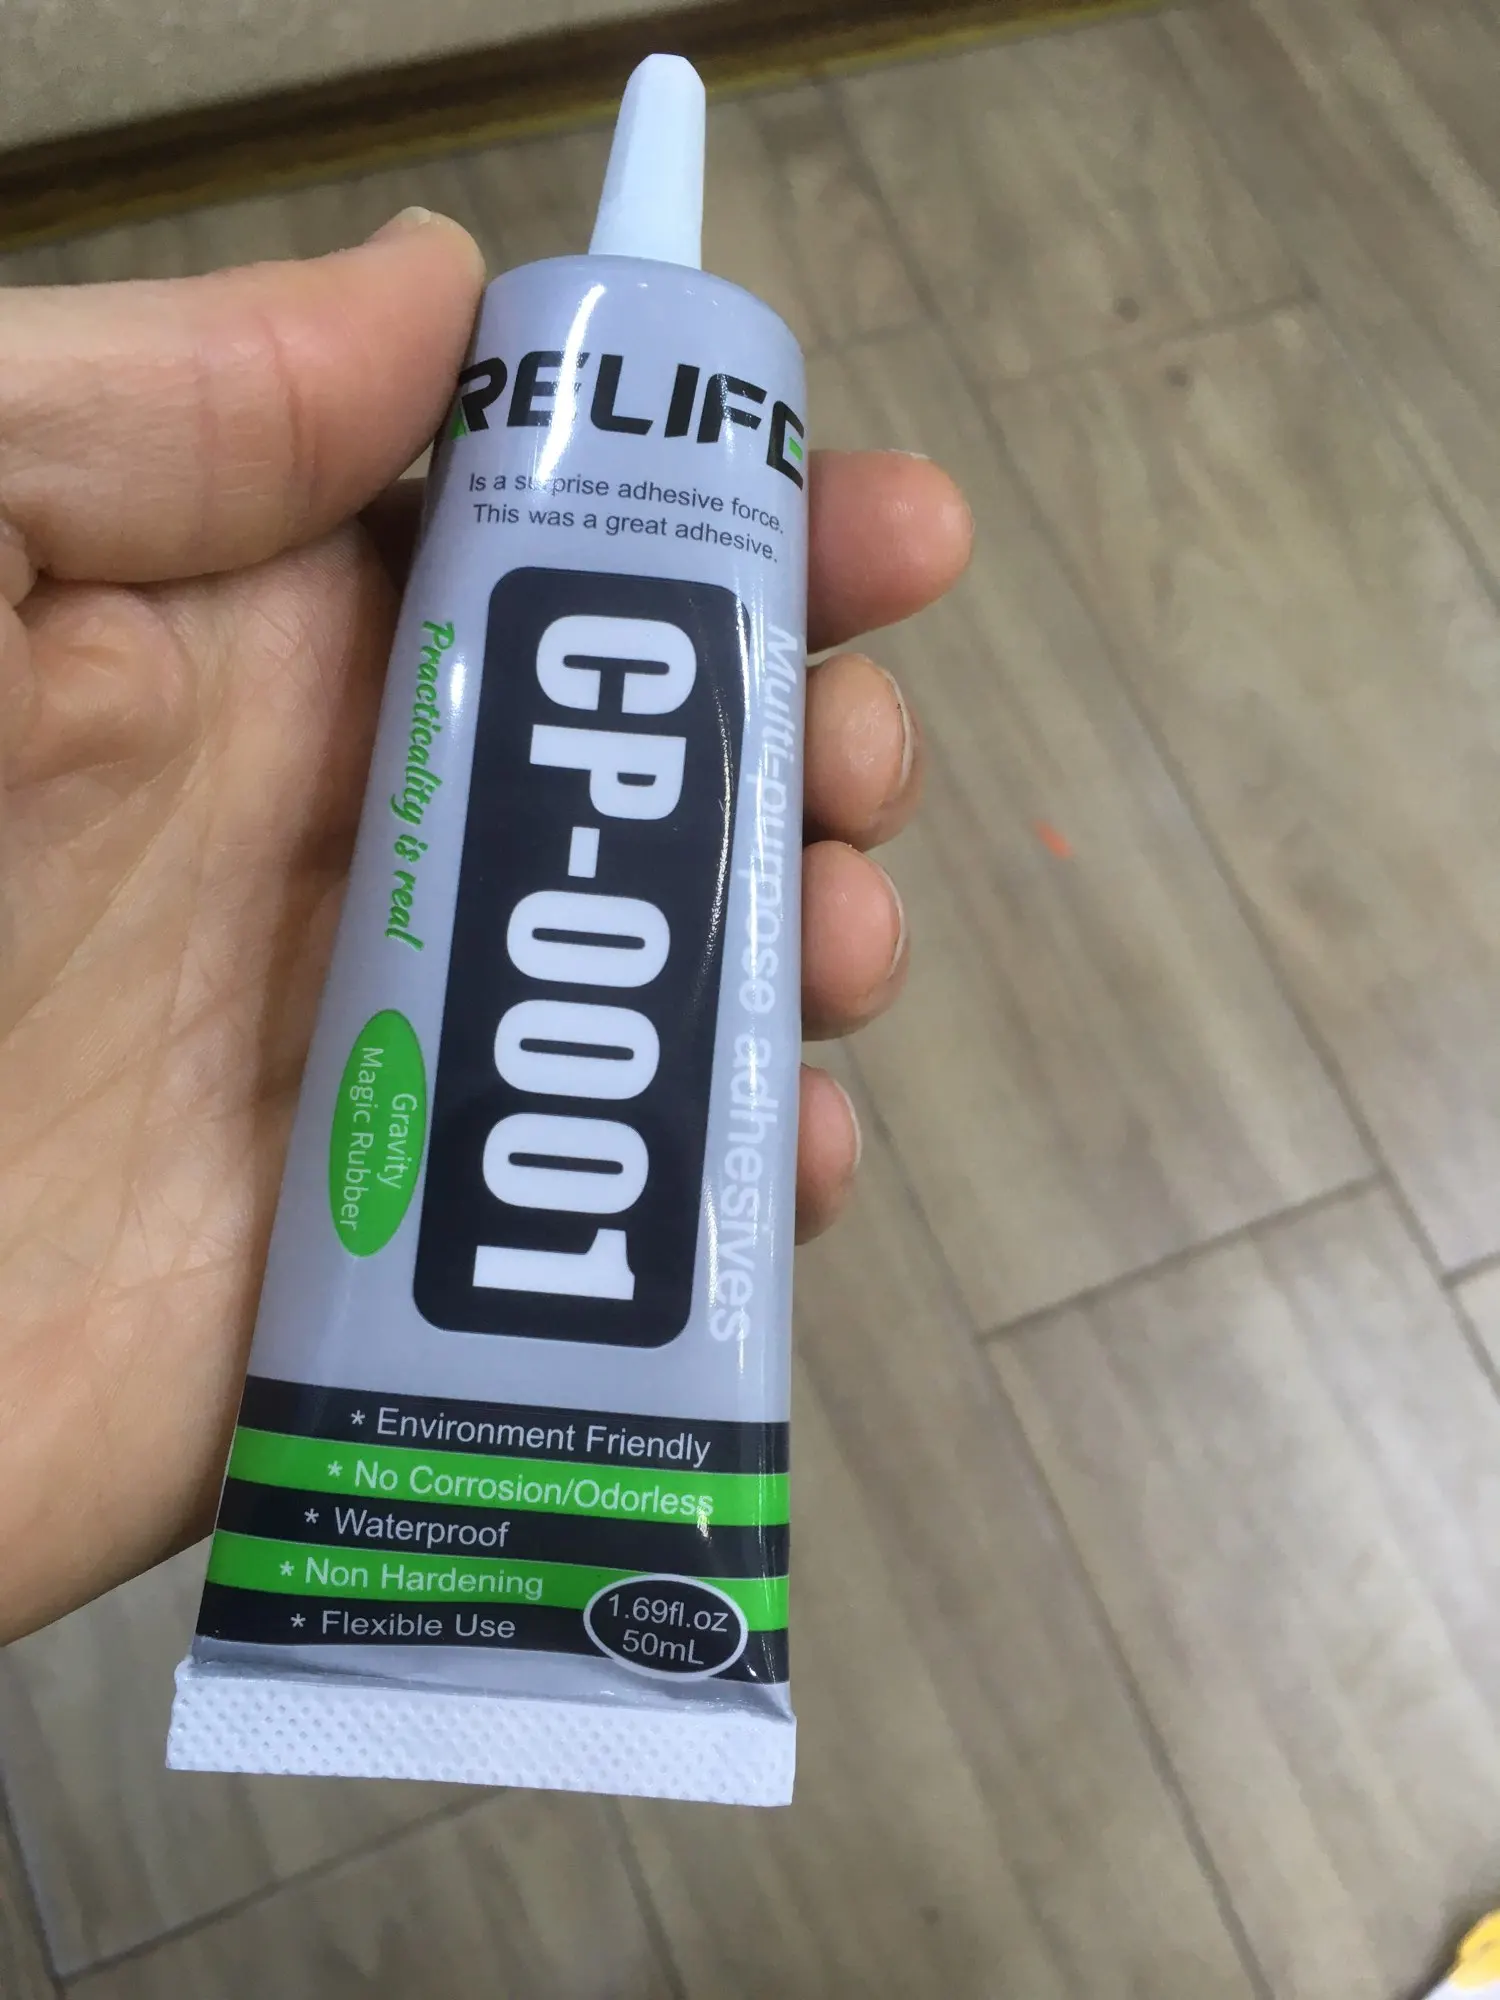 RELIFE
Is a surprise adhesive force.
This was a great adhesive.
CP-0001
Multi-purpose adhesives
Practicality is real
Gravity
Magic Rubber
* Environment Friendly
* No Corrosion/Odorless
* Waterproof
* Non Hardening
* Flexible Use
1.69fl.oz
50mL